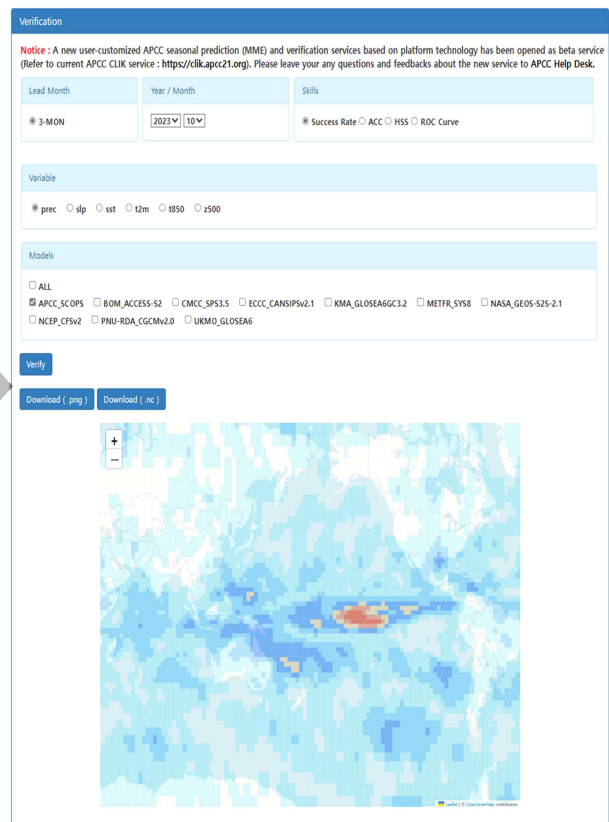 Verification
Notice : A new user-customized APCC seasonal prediction (MME) and verification services based on platform technology has been opened as beta service
(Refer to current APCC CLIK service : https://clik.apcc21.org). Please leave your any questions and feedbacks about the new service to APCC Help Desk.
Lead Month
Year / Month
Skills
3-MON
2023 10
Success Rate ACC HSS ROC Curve
Variable
prec slp sst t2m t850 z500
Models
ALL
APCC_SCOPS BOM_ACCESS-S2 CMCC_SPS3.5 ECCC_CANSIPSv2.1 KMA_GLOSEA6GC3.2 METFR_SYS8 NASA_GEOS-S2S-2.1
NCEP_CFSv2 PNU-RDA_CGCMv2.0 UKMO_GLOSEA6
Verify
Download ( .png ) Download ( .nc )
+
−
Leaflet | © OpenStreetMap contributors